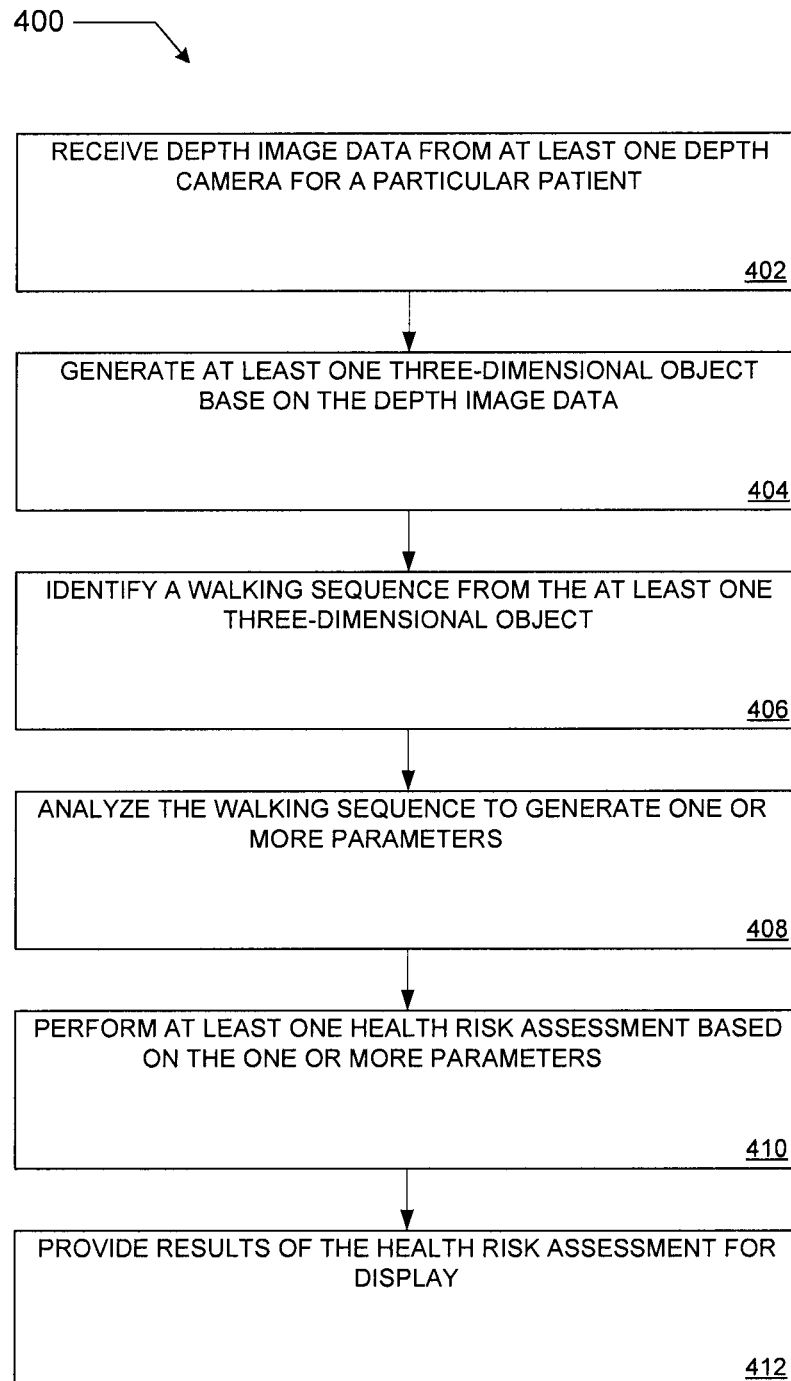 400
RECEIVE DEPTH IMAGE DATA FROM AT LEAST ONE DEPTH
CAMERA FOR A PARTICULAR PATIENT
402
GENERATE AT LEAST ONE THREE-DIMENSIONAL OBJECT
BASE ON THE DEPTH IMAGE DATA
404
IDENTIFY A WALKING SEQUENCE FROM THE AT LEAST ONE
THREE-DIMENSIONAL OBJECT
406
ANALYZE THE WALKING SEQUENCE TO GENERATE ONE OR
MORE PARAMETERS
408
PERFORM AT LEAST ONE HEALTH RISK ASSESSMENT BASED
ON THE ONE OR MORE PARAMETERS
410
PROVIDE RESULTS OF THE HEALTH RISK ASSESSMENT FOR
DISPLAY
412